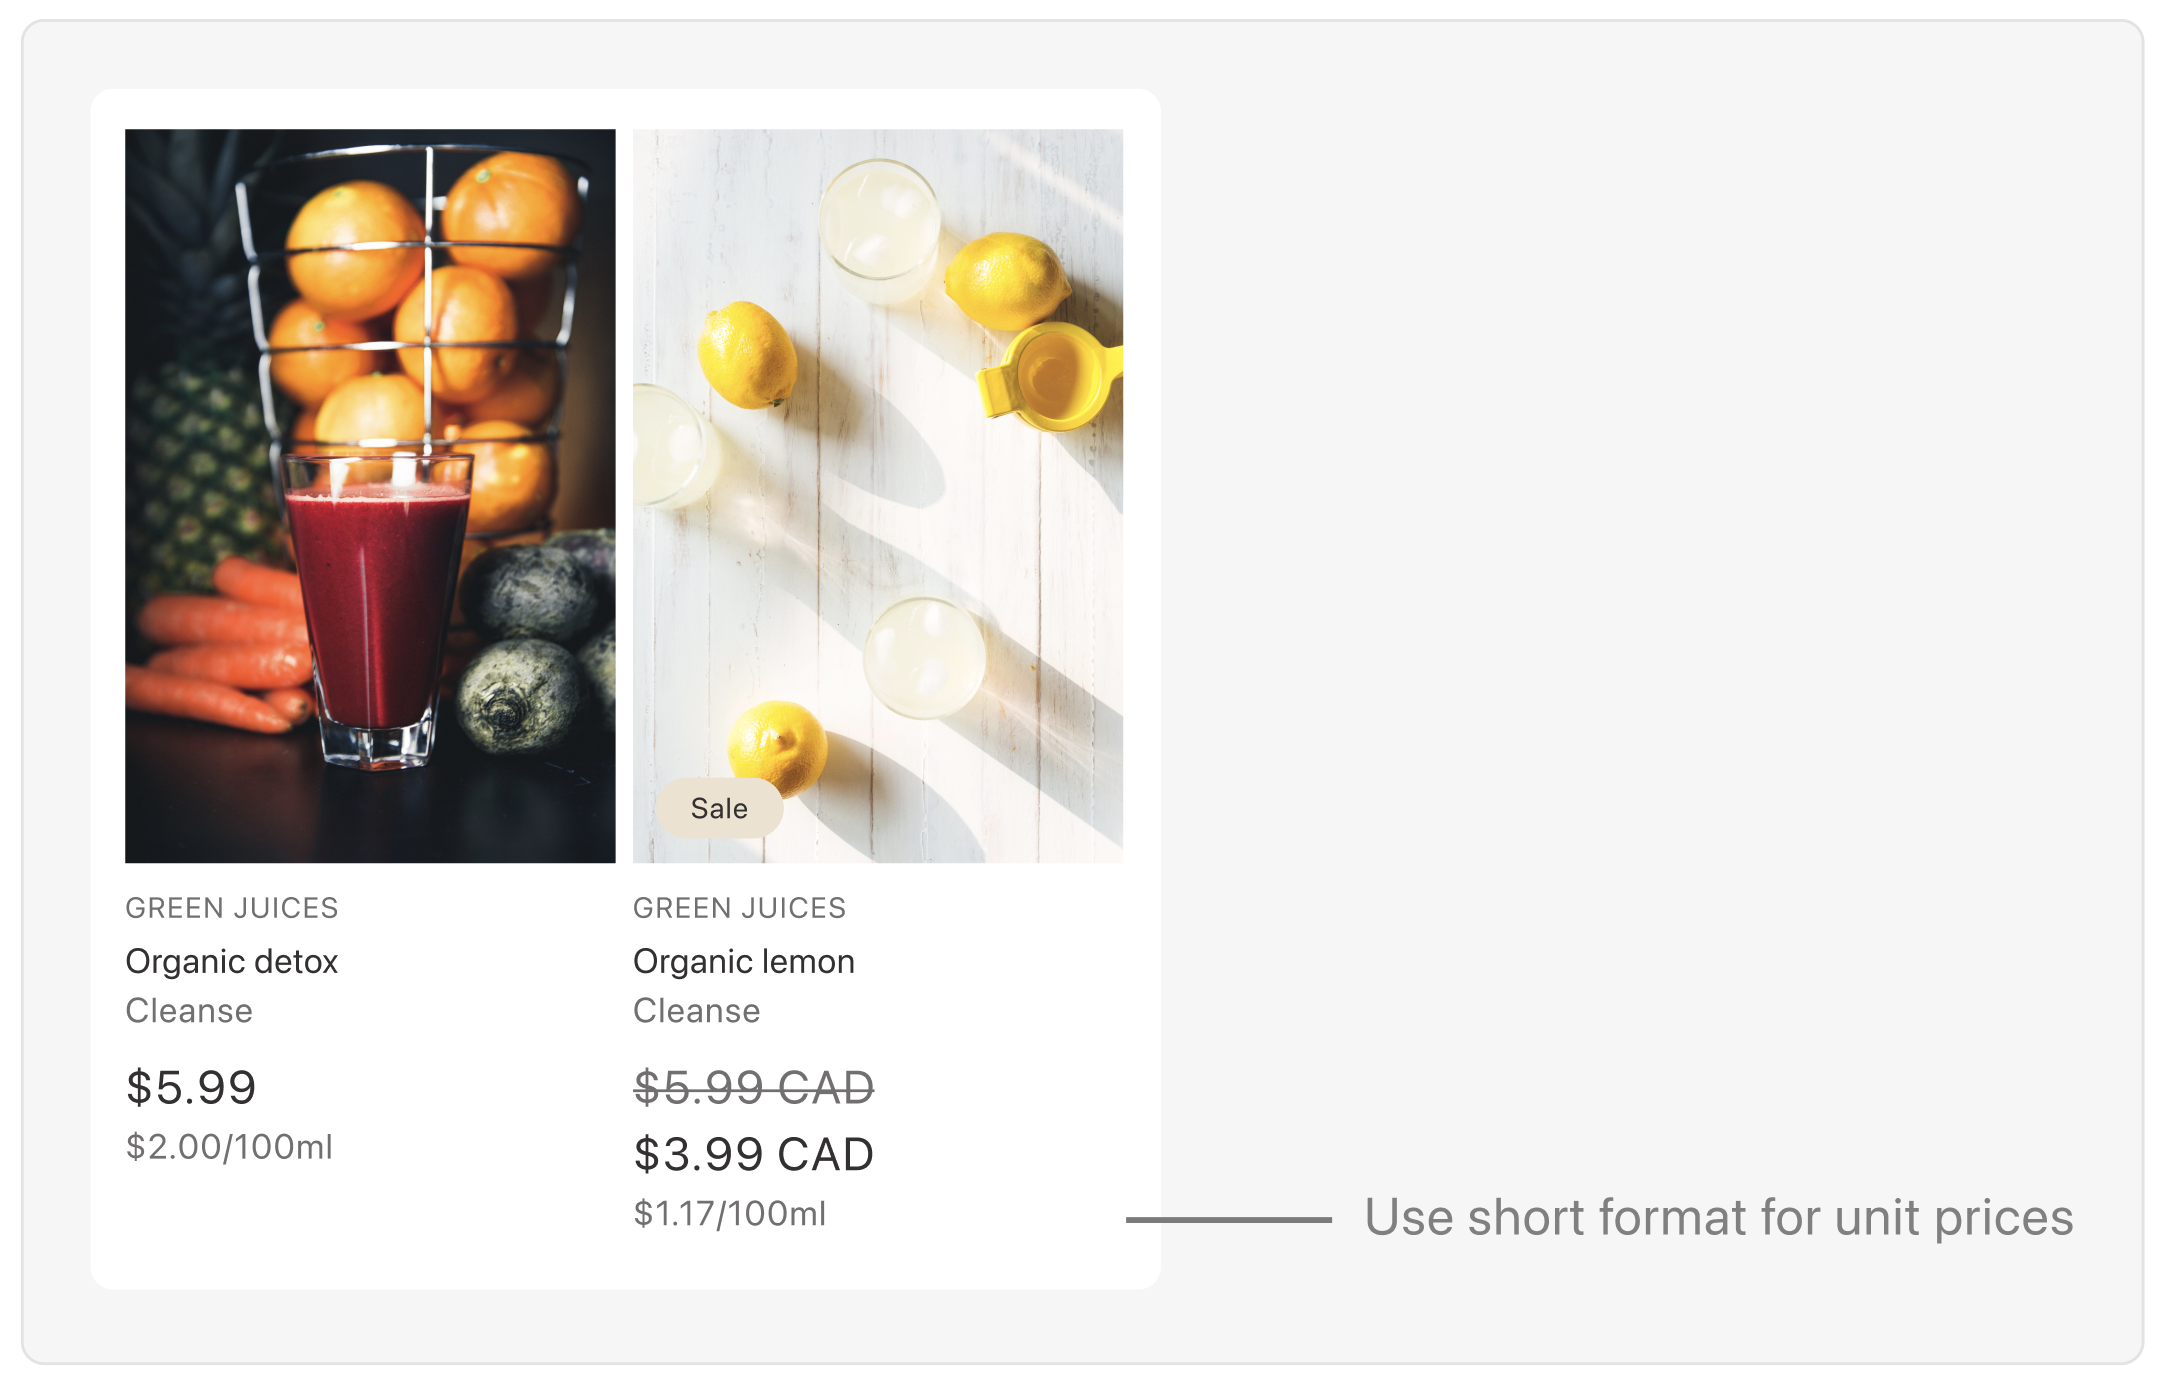 Sale
GREEN JUICES
Organic detox
Cleanse
$5.99
$2.00/100ml
GREEN JUICES
Organic lemon
Cleanse
$5.99 CAD
$3.99 CAD
$1.17/100ml
Use short format for unit prices